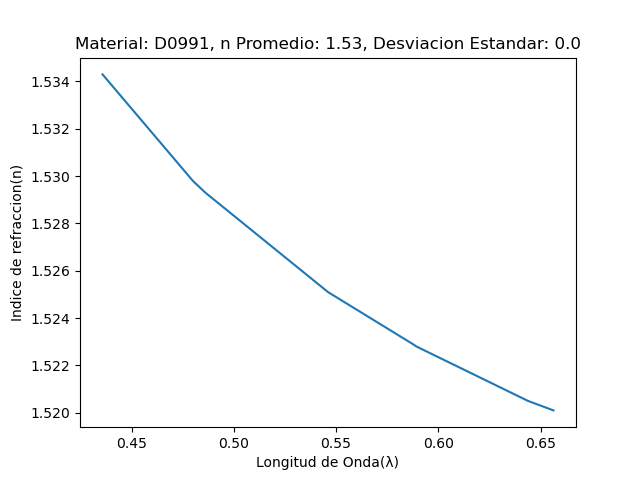 Material: D0991, n Promedio: 1.53, Desviacion Estandar: 0.0
1.534
1.532
1.530
1.528
1.526
1.524
1.522
1.520
Indice de refraccion(n)
0.45 0.50 0.55 0.60 0.65
Longitud de Onda(λ)